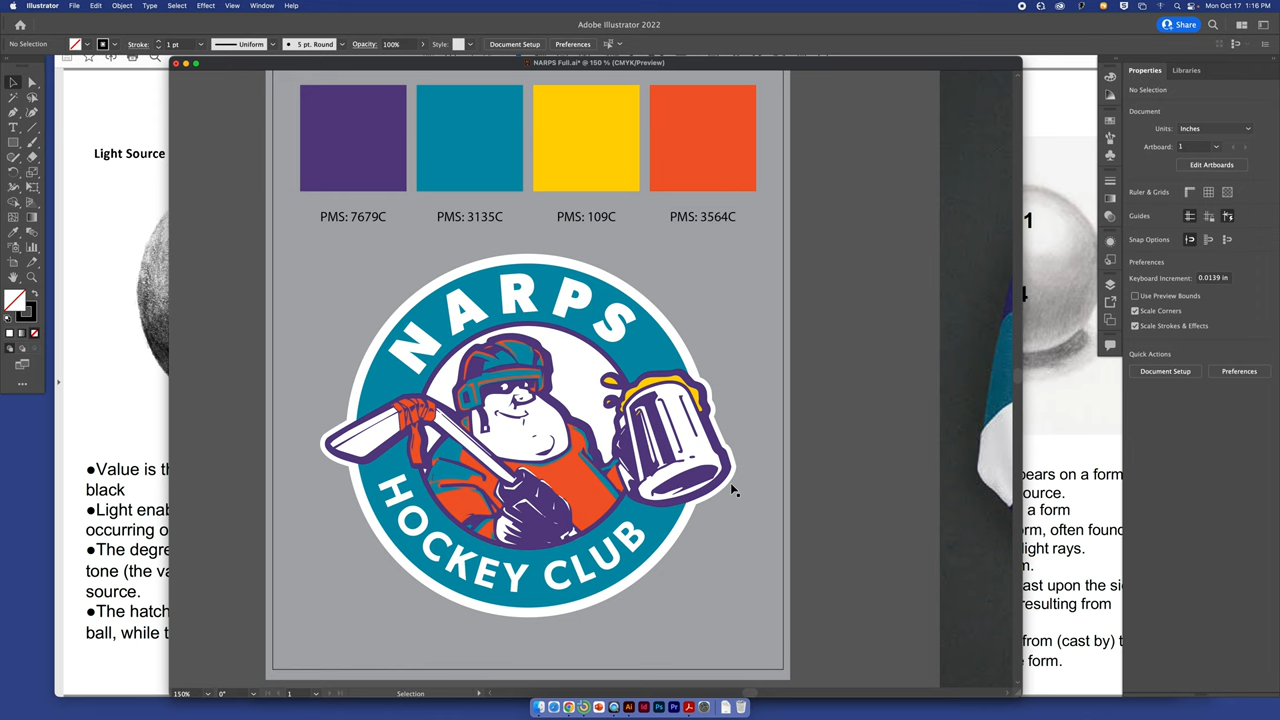 Illustrator File Edit Object Type Select Effect View Window Help
Mon Oct 17 1:16 PM
Adobe Illustrator 2022
Share
No Selection Stroke: 1 pt Uniform 5 pt. Round Opacity: 100% Style: Document Setup Preferences
NARPS Full.ai* @ 150 % (CMYK/Preview)
Light Source
PMS: 7679C PMS: 3135C PMS: 109C PMS: 3564C
NARPS
HOCKEY CLUB
●Value is th
black
●Light enab
occurring o
●The degre
tone (the va
source.
●The hatch
ball, while t
1
4
pears on a form
ource.
a form
orm, often found
light rays.
m.
ast upon the si
resulting from
from (cast by) t
e form.
Properties Libraries
No Selection
Document
Units: Inches
Artboard: 1
Edit Artboards
Ruler & Grids
Guides
Snap Options
Preferences
Keyboard Increment: 0.0139 in
Use Preview Bounds
Scale Corners
Scale Strokes & Effects
Quick Actions
Document Setup Preferences
150% 0° 1 Selection